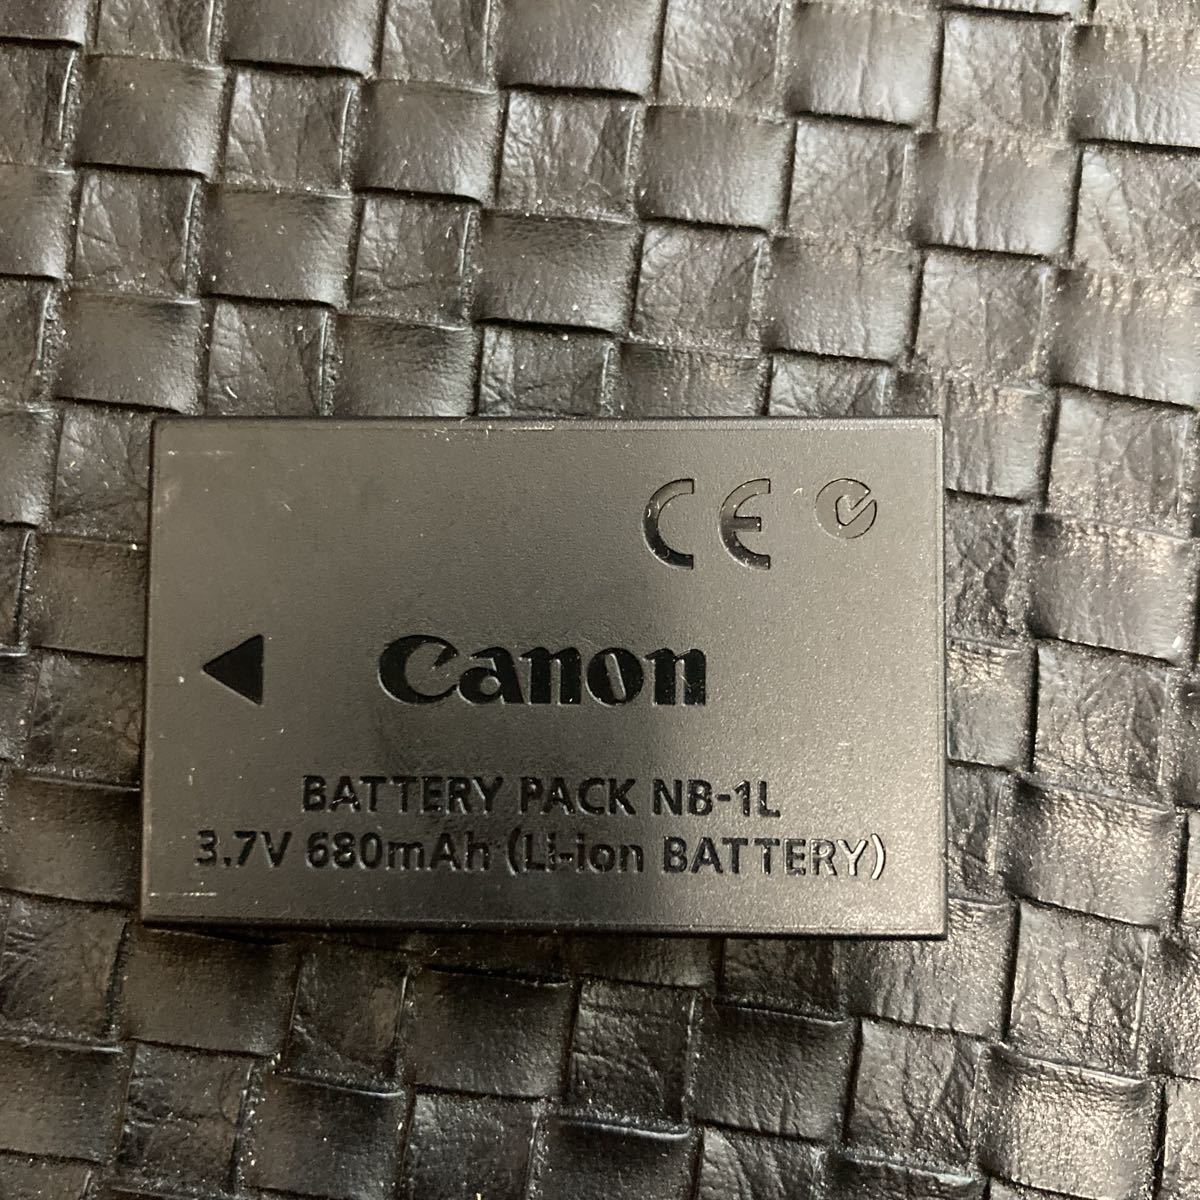 CE
Canon
BATTERY PACK NB-1L
3.7V 680mAh (Li-ion BATTERY)